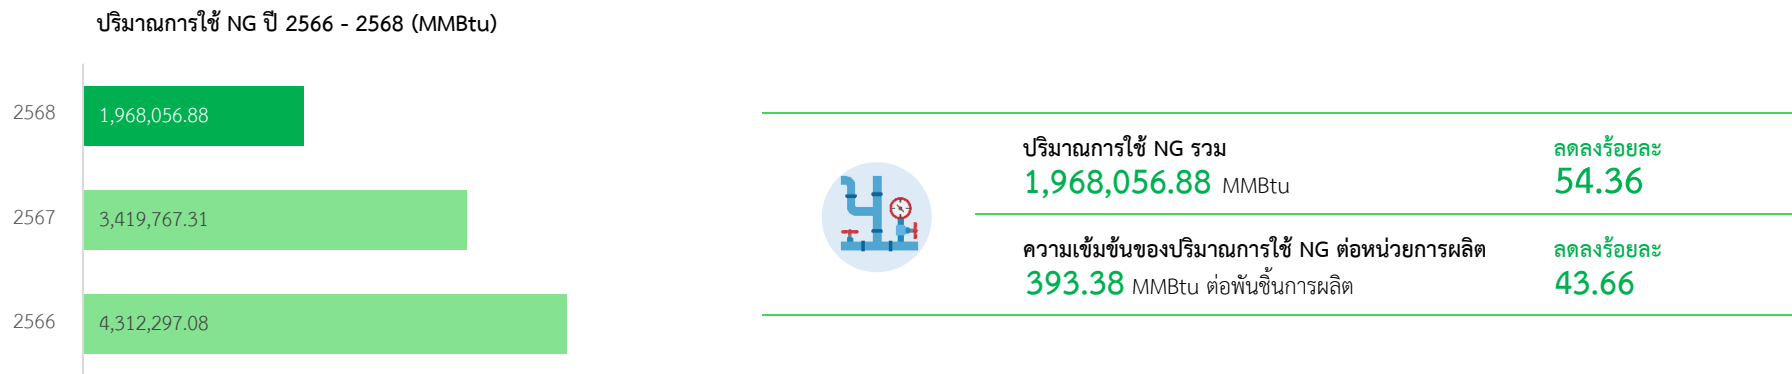 ปริมาณการใช้ NG ปี 2566 - 2568 (MMBtu)
2568
1,968,056.88
2567
3,419,767.31
2566
4,312,297.08
ปริมาณการใช้ NG รวม
ลดลงร้อยละ
1,968,056.88 MMBtu
54.36
ความเข้มข้นของปริมาณการใช้ NG ต่อหน่วยการผลิต
ลดลงร้อยละ
393.38 MMBtu ต่อพันชิ้นการผลิต
43.66